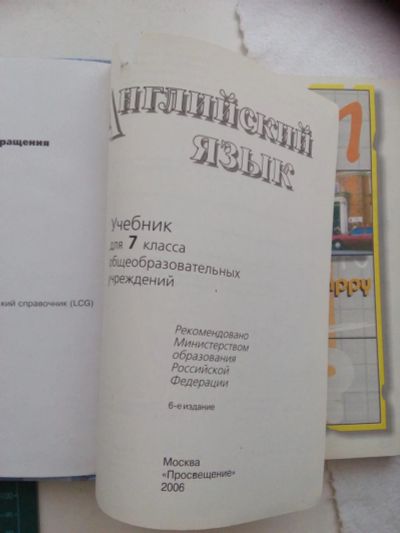 ращения
кий справочник (LCG)
Английский
язык
Учебник
для 7 класса
общеобразовательных
учреждений
Рекомендовано
Министерством
образования
Российской
Федерации
6-е издание
Москва
«Просвещение»
2006
ppy